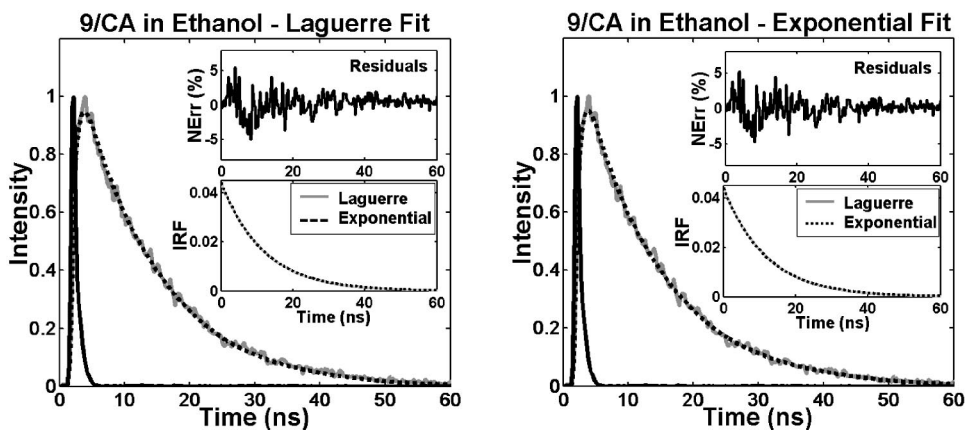 9/CA in Ethanol - Laguerre Fit
Residuals
NErr (%)
5
0
-5
0 20 40 60
1
0.8
0.6
0.4
0.2
0
Intensity
Laguerre
Exponential
IRF
0.04
0.02
0
0 20 40 60
Time (ns)
0 10 20 30 40 50 60
Time (ns)
9/CA in Ethanol - Exponential Fit
Residuals
NErr (%)
5
0
-5
0 20 40 60
1
0.8
0.6
0.4
0.2
0
Intensity
Laguerre
Exponential
IRF
0.04
0.02
0
0 20 40 60
Time (ns)
0 10 20 30 40 50 60
Time (ns)